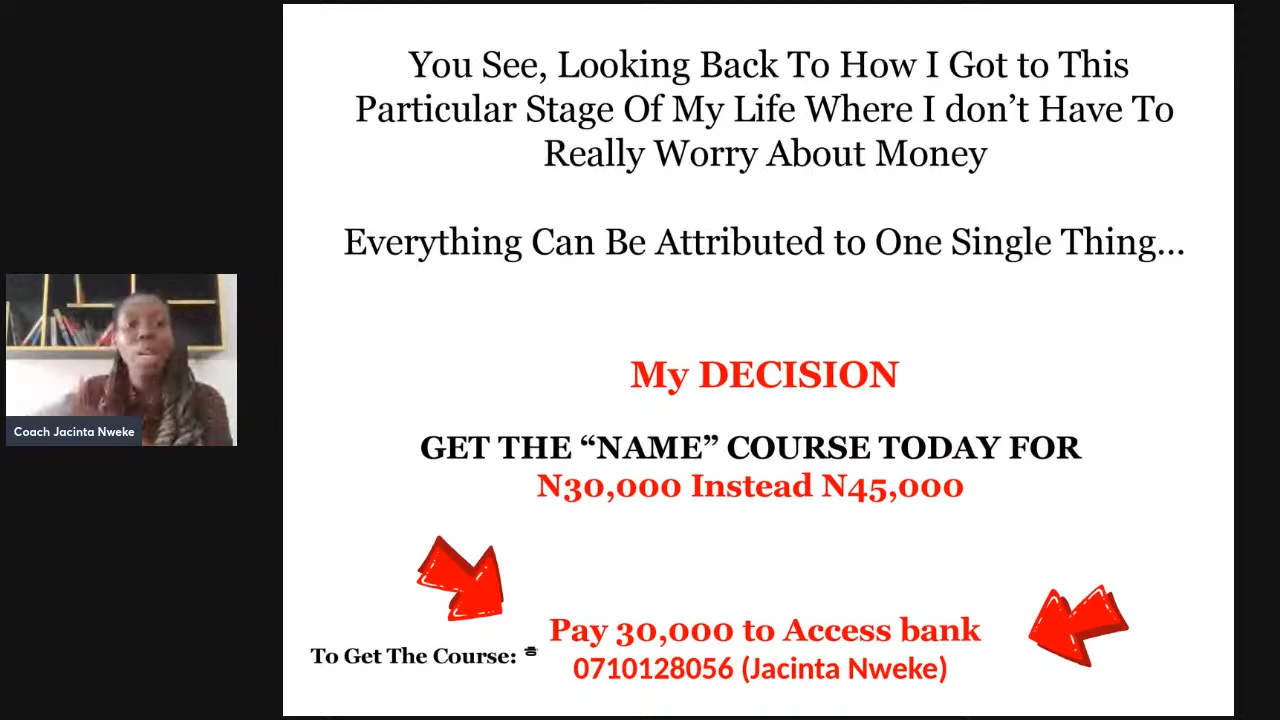 You See, Looking Back To How I Got to This
Particular Stage Of My Life Where I don't Have To
Really Worry About Money
Everything Can Be Attributed to One Single Thing...
My DECISION
GET THE “NAME” COURSE TODAY FOR
N30,000 Instead N45,000
Pay 30,000 to Access bank
To Get The Course: ᄒ
0710128056 (Jacinta Nweke)
Coach Jacinta Nweke